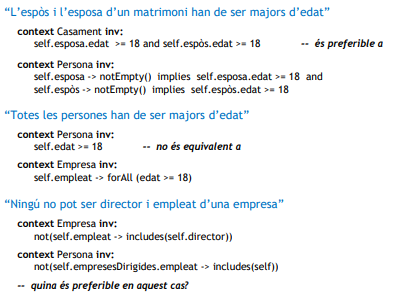 “L’espòs i l’esposa d’un matrimoni han de ser majors d’edat”
context Casament inv:
self.esposa.edat >= 18 and self.espòs.edat >= 18 -- és preferible a
context Persona inv:
self.esposa -> notEmpty() implies self.esposa.edat >= 18 and
self.espòs -> notEmpty() implies self.espòs.edat >= 18
“Totes les persones han de ser majors d’edat”
context Persona inv:
self.edat >= 18 -- no és equivalent a
context Empresa inv:
self.empleat -> forAll (edat >= 18)
“Ningú no pot ser director i empleat d’una empresa”
context Empresa inv:
not(self.empleat -> includes(self.director))
context Persona inv:
not(self.empresesDirigides.empleat -> includes(self))
-- quina és preferible en aquest cas?